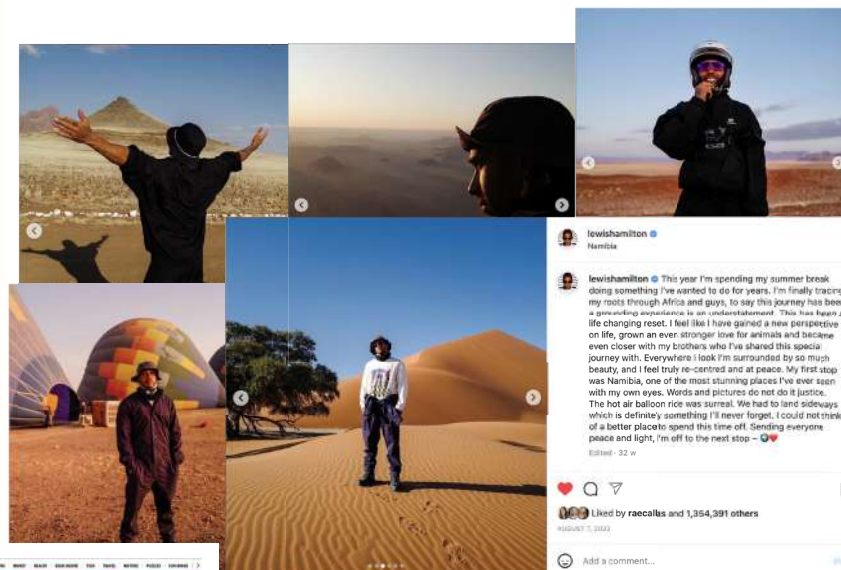 lewishamilton
Namibia
lewishamilton This year I'm spending my summer break
doing something I've wanted to do for years. I'm finally tracing
my roots through Africa and guys, to say this journey has been
a grounding experience is an understatement. This has been a
life changing reset. I feel like I have gained a new perspective
on life, grown an ever stronger love for animals and became
even closer with my brothers who I've shared this special
journey with. Everywhere i look I'm surrounded by so much
beauty, and I feel truly re-centred and at peace. My first stop
was Namibia, one of the most stunning places I've ever seen
with my own eyes. Words and pictures do not do it justice.
The hot air balloon rice was surreal. We had to land sideways
which is definitely something I'll never forget. I could not think
of a better place to spend this time off. Sending everyone
peace and light, I'm off to the next stop –
Edited · 32 w
Liked by raecallas and 1,354,391 others
AUGUST 7, 2022
Add a comment...